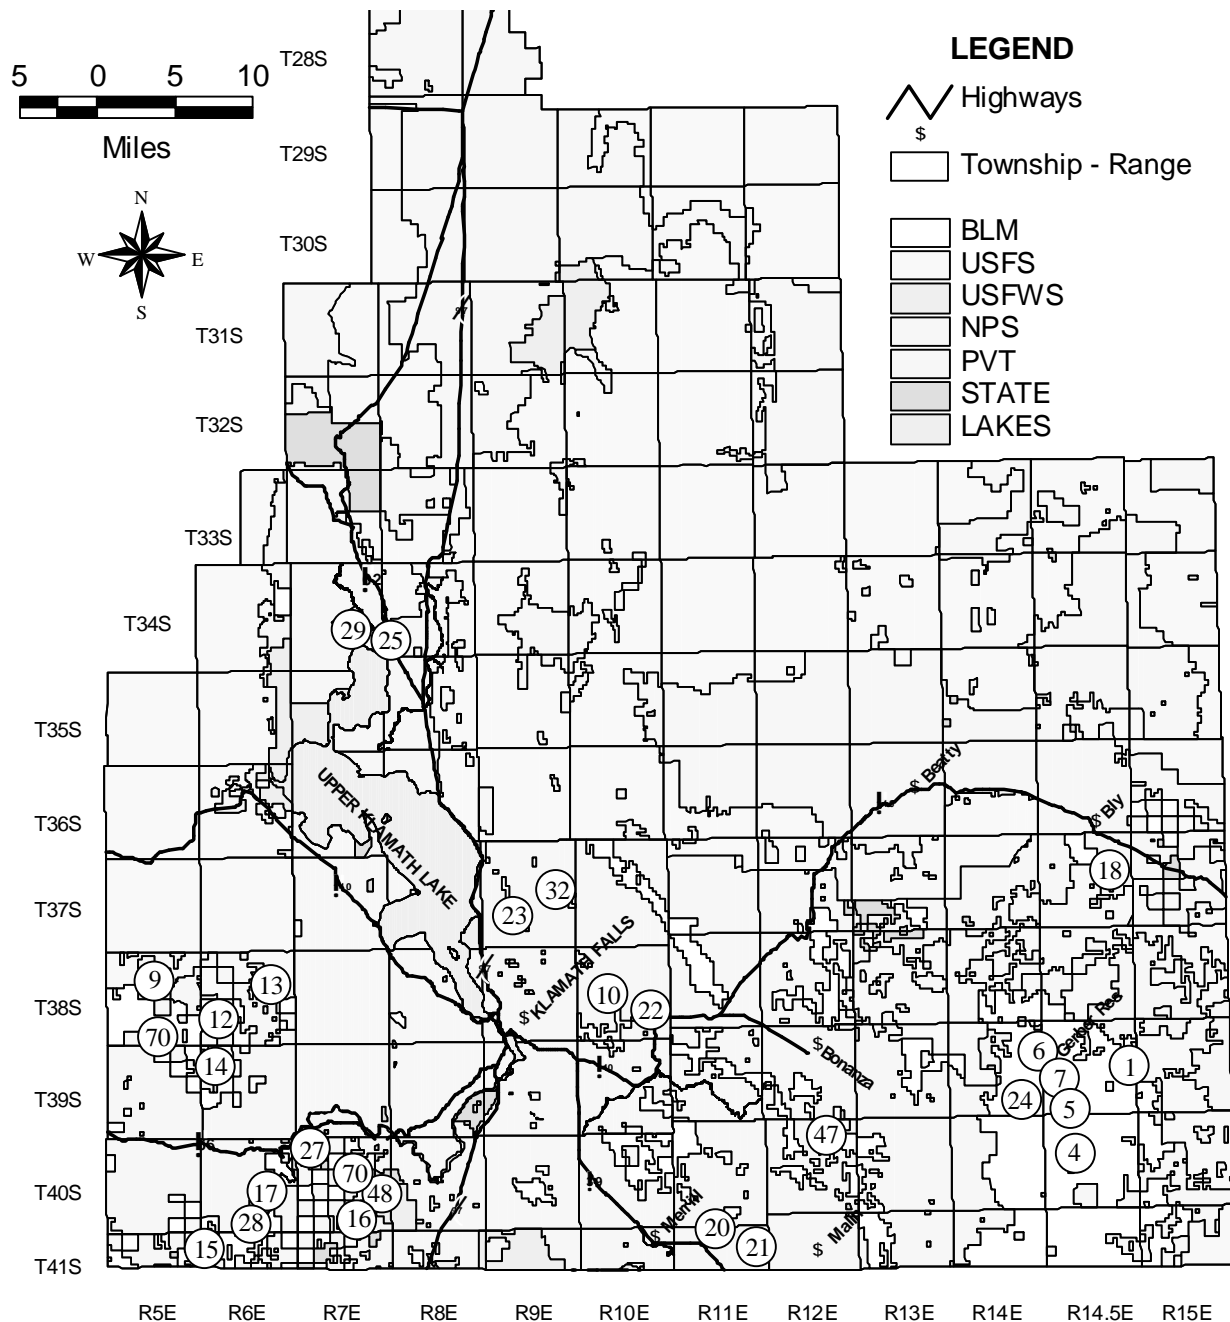 T28S
LEGEND
5 0 5 10
Highways
Miles
$
T29S
Township - Range
N
W E
S
T30S
BLM
USFS
USFWS
NPS
PVT
STATE
LAKES
T31S
T32S
T33S
T34S
29
25
T35S
Beatty
$
UPPER KLAMATH LAKE
T36S
Bly
$
18
32
T37S
23
KLAMATH FALLS
$
9
13
10
T38S
12
22
70
Gerber Res
6
$
Bonanza
14
1
7
T39S
24
5
47
27
4
70
T40S
17
48
Merrill
$
Malin
$
28
16
20
15
21
T41S
R5E R6E R7E R8E R9E R10E R11E R12E R13E R14E R14.5E R15E